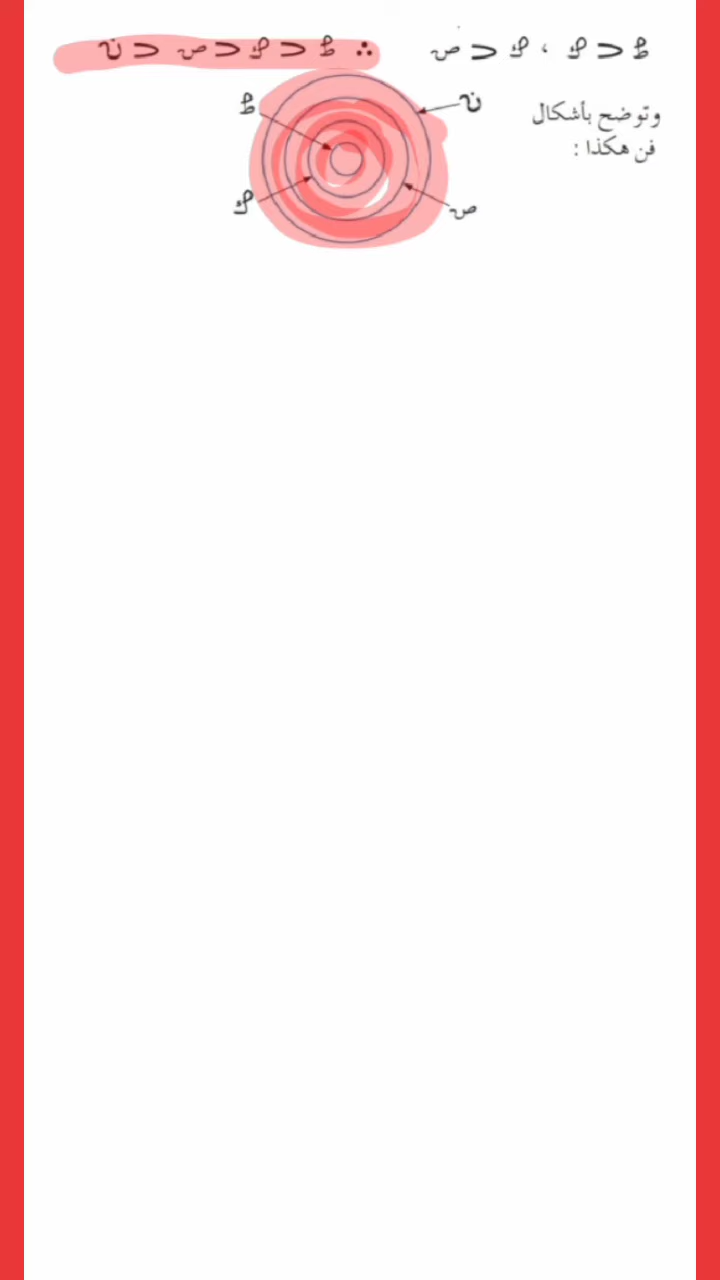 ط ⊂ ك ، ك ⊂ ص ∴ ط ⊂ ك ⊂ ص ⊂ ن
ط ن
وتوضح بأشكال
فن هكذا :
ك ص